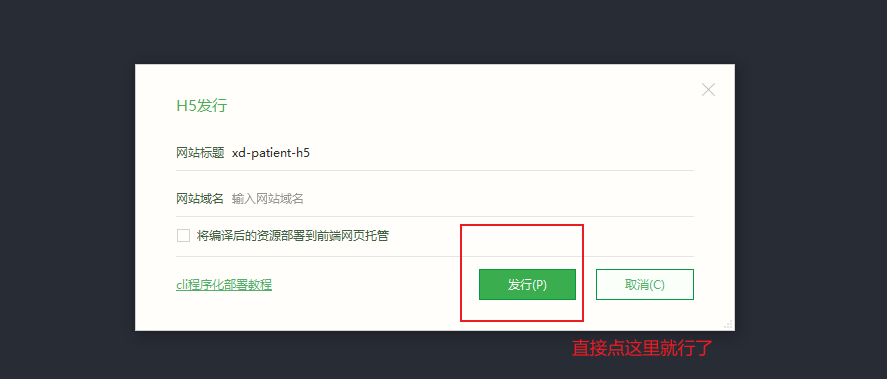 H5发行
网站标题 xd-patient-h5
网站域名 输入网站域名
将编译后的资源部署到前端网页托管
cli程序化部署教程 发行(P) 取消(C)
直接点这里就行了